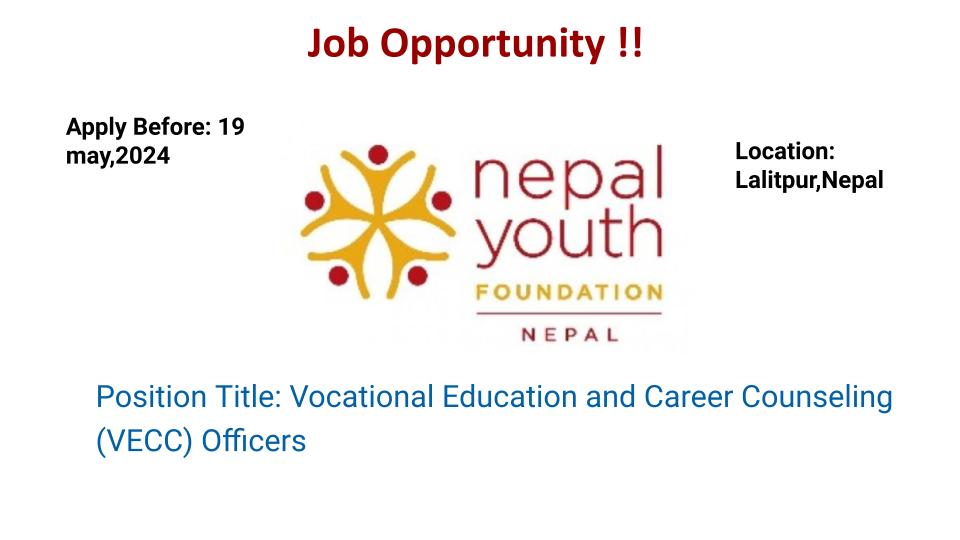 Job Opportunity !!
Apply Before: 19
may,2024
Location:
Lalitpur,Nepal
nepal
youth
FOUNDATION
NEPAL
Position Title: Vocational Education and Career Counseling
(VECC) Officers